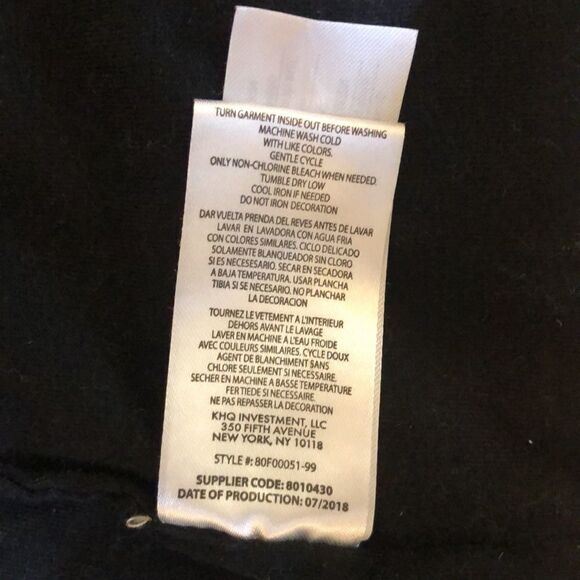 TURN GARMENT INSIDE OUT BEFORE WASHING
MACHINE WASH COLD
WITH LIKE COLORS.
GENTLE CYCLE
ONLY NON-CHLORINE BLEACH WHEN NEEDED.
TUMBLE DRY LOW
COOL IRON IF NEEDED
DO NOT IRON DECORATION
DAR VUELTA PRENDA DEL REVES ANTES DE LAVAR
LAVAR EN LAVADORA CON AGUA FRIA
CON COLORES SIMILARES. CICLO DELICADO
SOLAMENTE BLANQUEADOR SIN CLORO
SI ES NECESESARIO. SECAR EN SECADORA
A BAJA TEMPERATURA. USAR PLANCHA
TIBIA SI SE NECESARIO. NO PLANCHAR
LA DECORACION
TOURNEZ LE VETEMENT A L'INTERIEUR
DEHORS AVANT LE LAVAGE
LAVER EN MACHINE A L'EAU FROIDE
AVEC COULEURS SIMILAIRES. CYCLE DOUX
AGENT DE BLANCHIMENT SANS
CHLORE SEULEMENT SI NECESSAIRE.
SECHER EN MACHINE A BASSE TEMPERATURE
FER TIEDE SI NECESSAIRE.
NE PAS REPASSER LA DECORATION
KHQ INVESTMENT, LLC
350 FIFTH AVENUE
NEW YORK, NY 10118
STYLE #: 80F00051-99
SUPPLIER CODE: 8010430
DATE OF PRODUCTION: 07/2018